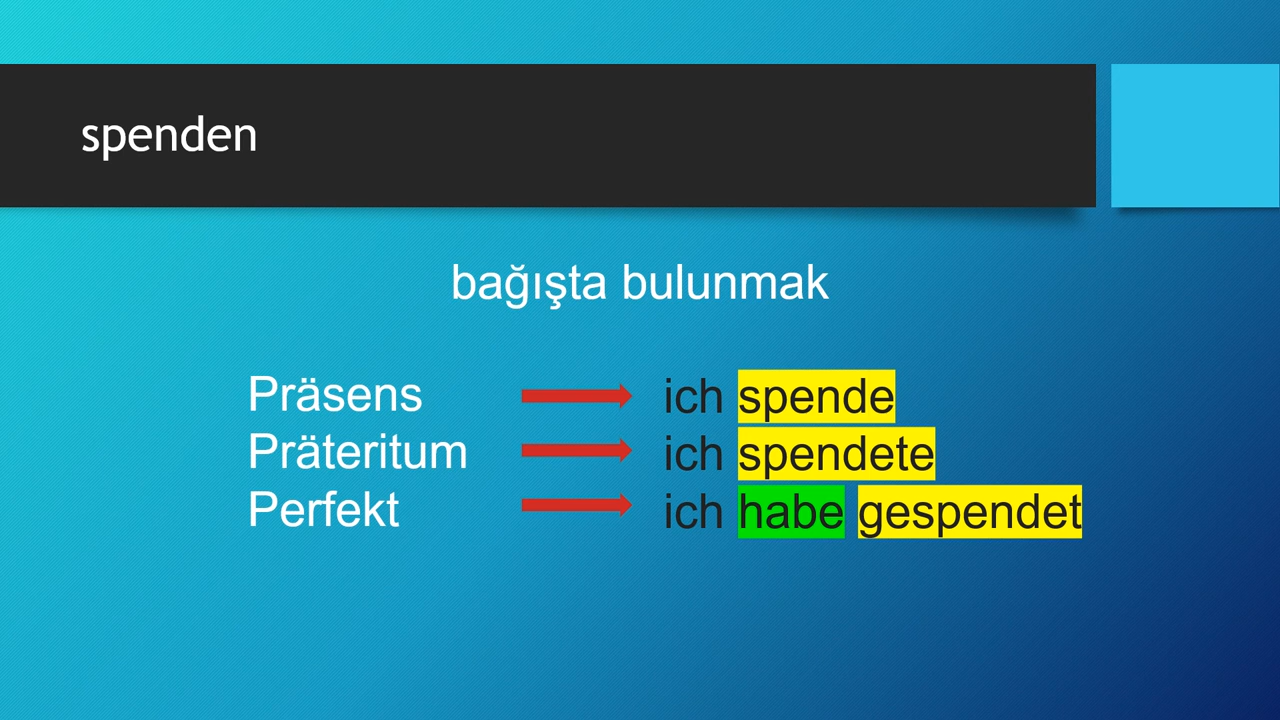 spenden
bağışta bulunmak
Präsens ich spende
Präteritum ich spendete
Perfekt ich habe gespendet